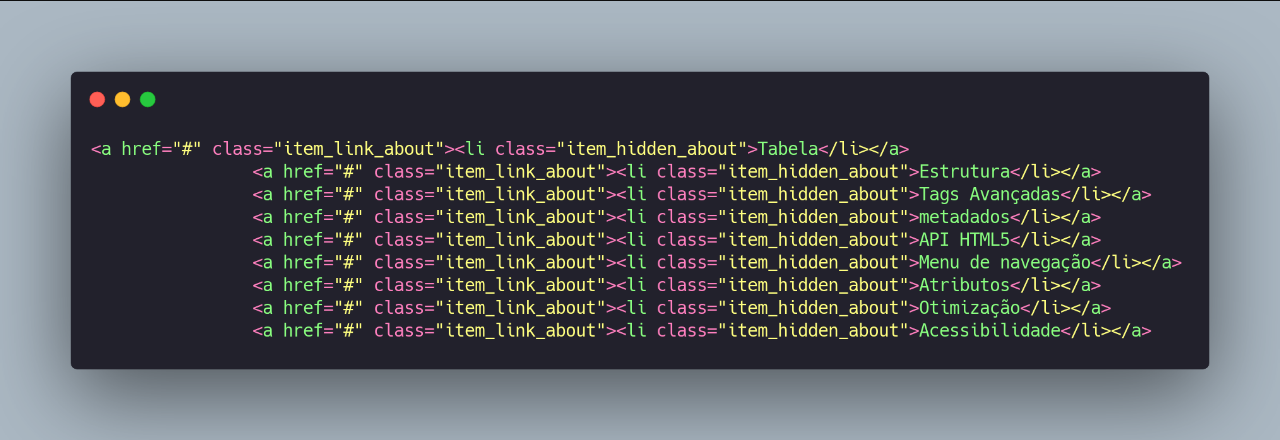 <a href="#" class="item_link_about"><li class="item_hidden_about">Tabela</li></a>
<a href="#" class="item_link_about"><li class="item_hidden_about">Estrutura</li></a>
<a href="#" class="item_link_about"><li class="item_hidden_about">Tags Avançadas</li></a>
<a href="#" class="item_link_about"><li class="item_hidden_about">metadados</li></a>
<a href="#" class="item_link_about"><li class="item_hidden_about">API HTML5</li></a>
<a href="#" class="item_link_about"><li class="item_hidden_about">Menu de navegação</li></a>
<a href="#" class="item_link_about"><li class="item_hidden_about">Atributos</li></a>
<a href="#" class="item_link_about"><li class="item_hidden_about">Otimização</li></a>
<a href="#" class="item_link_about"><li class="item_hidden_about">Acessibilidade</li></a>